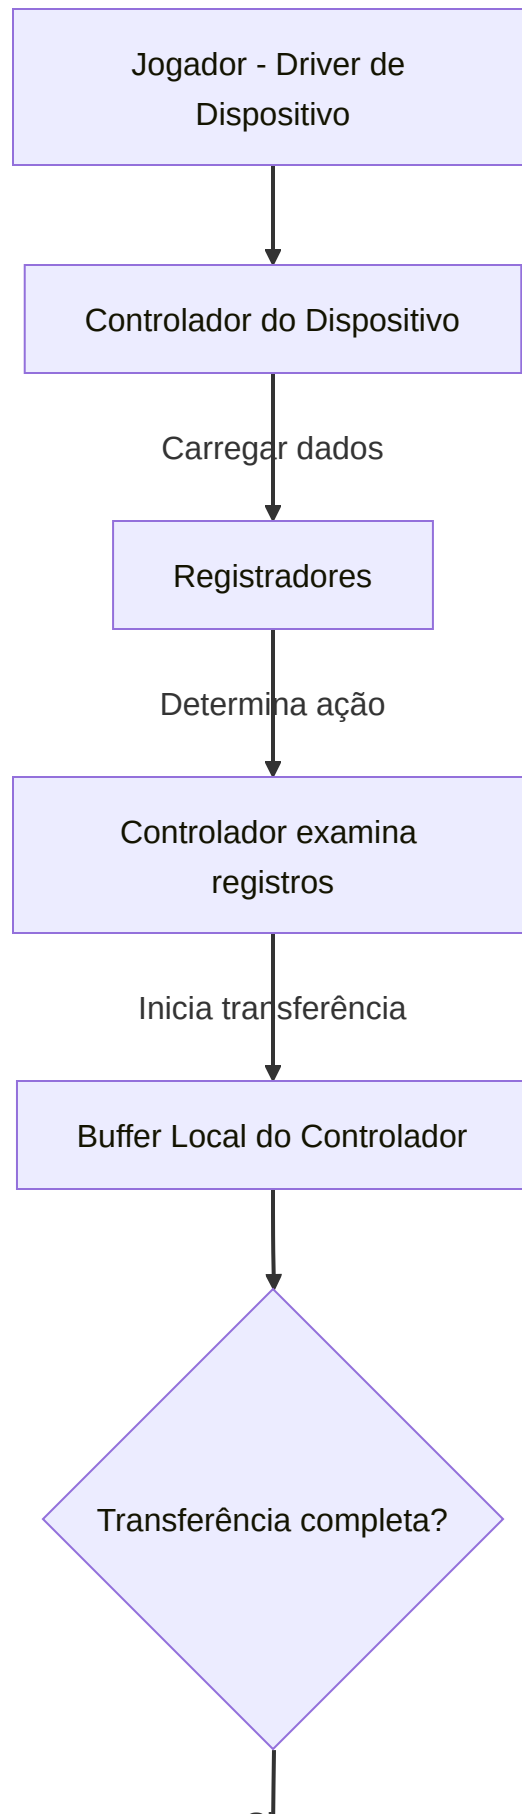 Jogador - Driver de
Dispositivo
Controlador do Dispositivo
Carregar dados
Registradores
Determina ação
Controlador examina
registros
Inicia transferência
Buffer Local do Controlador
Transferência completa?